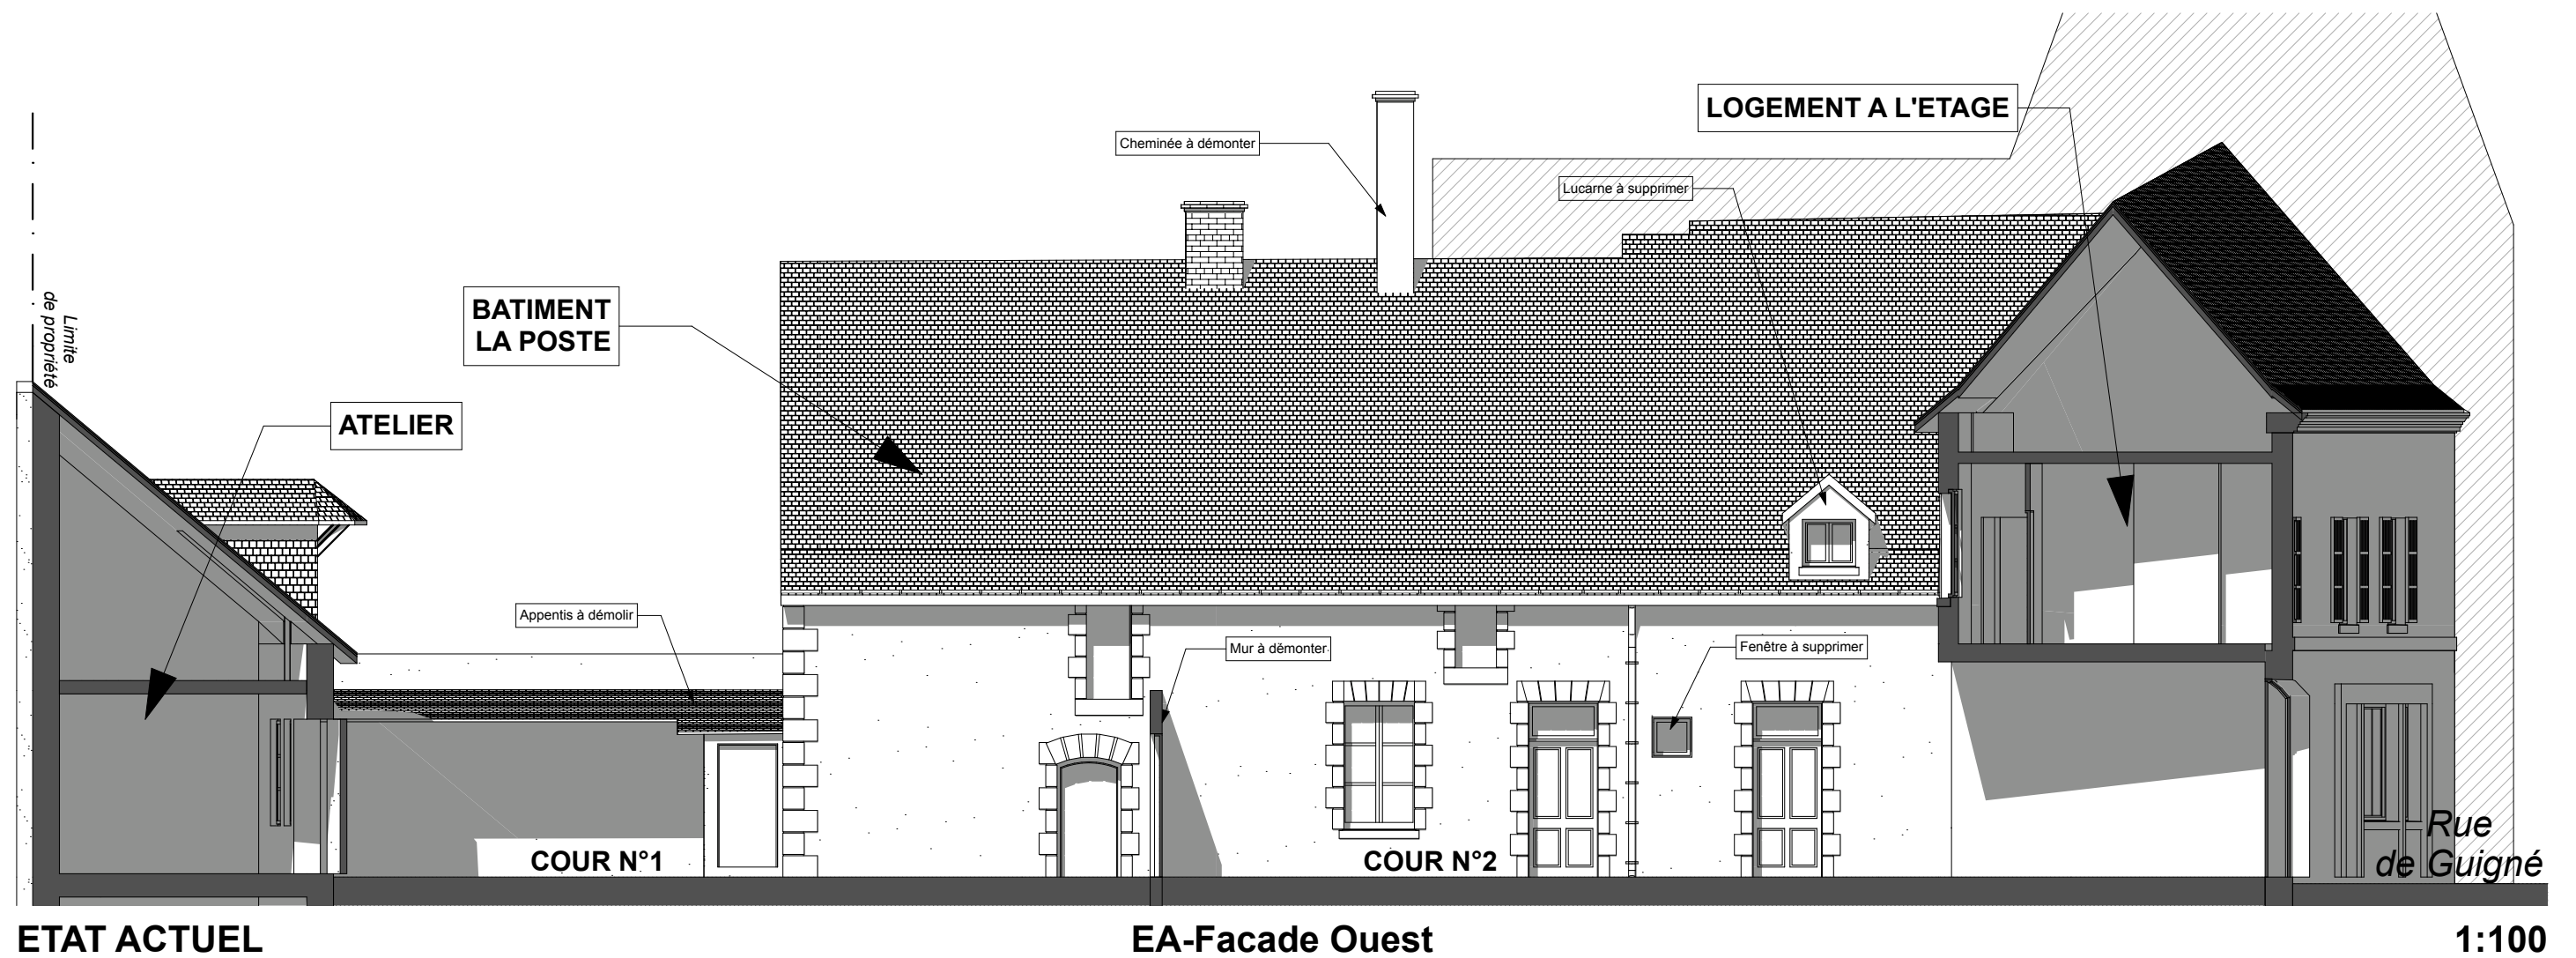 LOGEMENT A L'ETAGE
Cheminée à démonter
Lucarne à supprimer
BATIMENT
LA POSTE
Limite
de propriété
ATELIER
Appentis à démolir
Mur à démonter
Fenêtre à supprimer
COUR N°1
COUR N°2
Rue
de Guigné
ETAT ACTUEL
EA-Facade Ouest
1:100